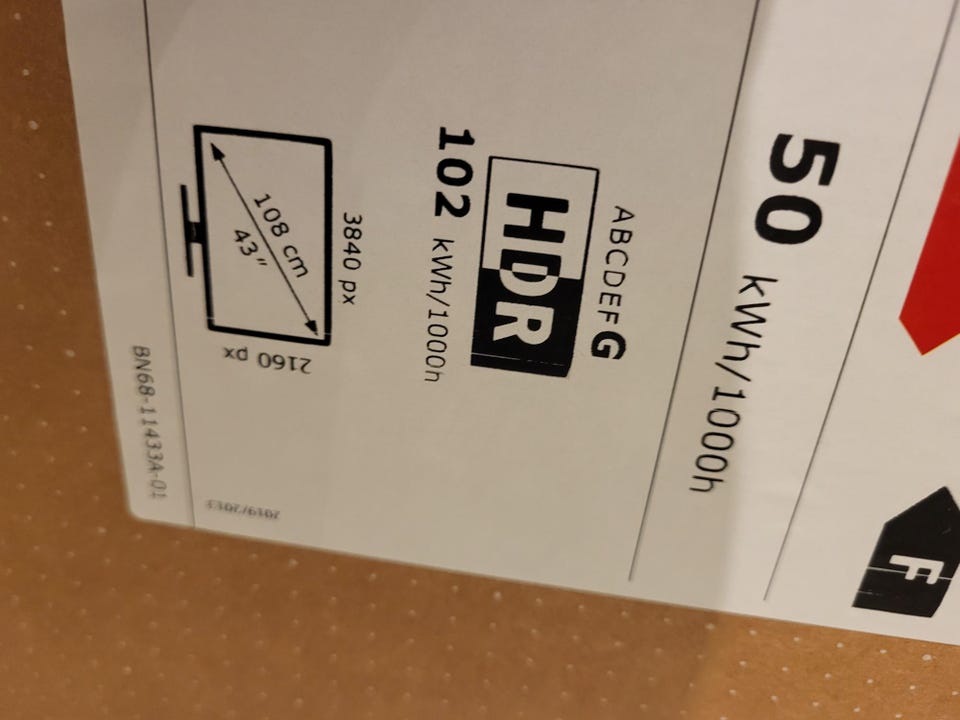 F
50 kWh/1000h
ABCDEFG
HDR
102 kWh/1000h
3840 px
2160 px
108 cm
43"
2019/2013
BN68-11433A-01